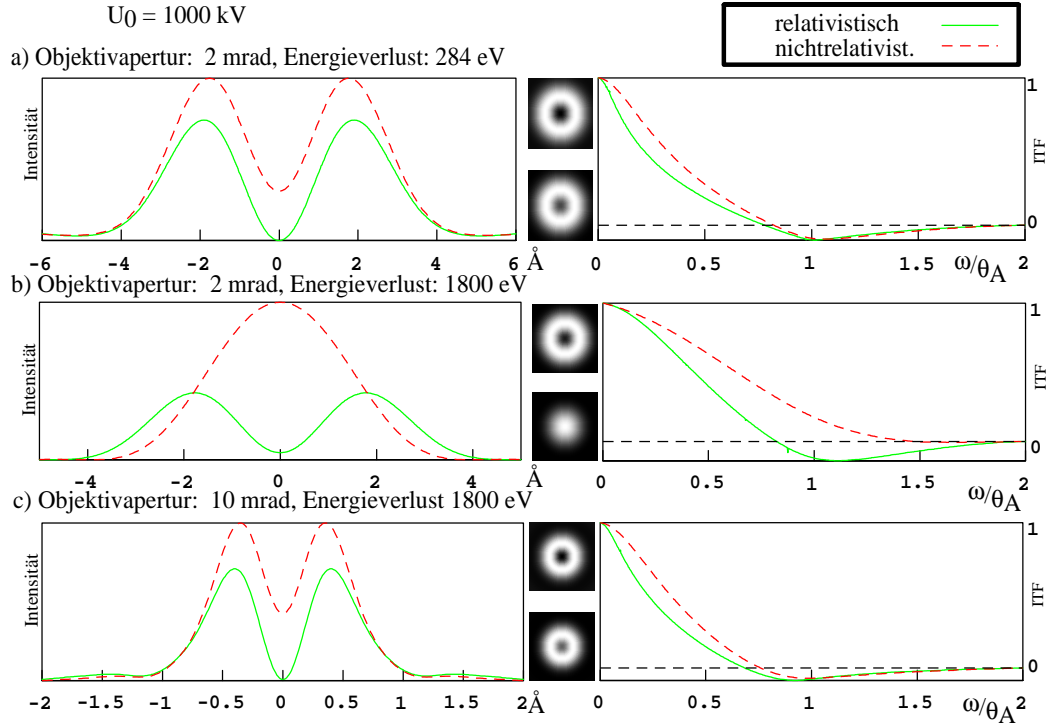 U0 = 1000 kV
relativistisch
nichtrelativist.
a) Objektivapertur: 2 mrad, Energieverlust: 284 eV
Intensität
−6 −4 −2 0 2 4 6 Å
1
ITF
0
0 0.5 1 1.5 2
ω/θA
b) Objektivapertur: 2 mrad, Energieverlust: 1800 eV
Intensität
−4 −2 0 2 4 Å
1
ITF
0
0 0.5 1 1.5 2
ω/θA
c) Objektivapertur: 10 mrad, Energieverlust 1800 eV
Intensität
−2 −1.5 −1 −0.5 0 0.5 1 1.5 2 Å
1
ITF
0
0 0.5 1 1.5 2
ω/θA